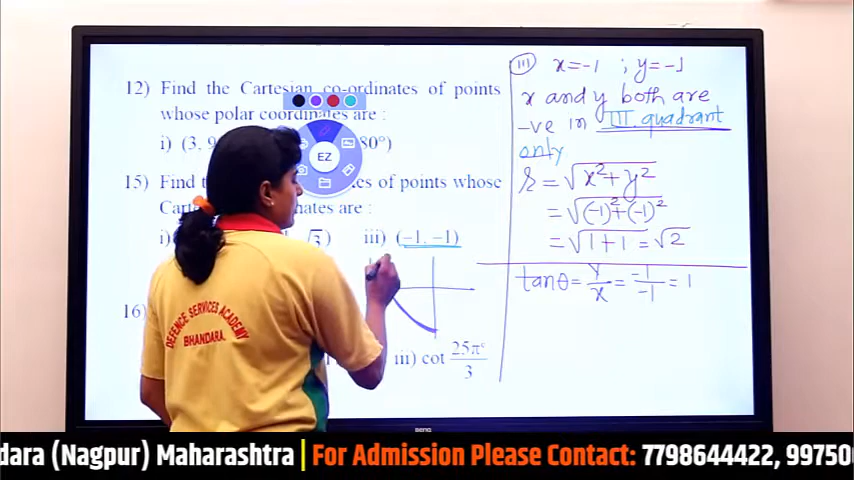 12) Find the Cartesian co-ordinates of points
whose polar coordinates are :
i) (3, 9 80°)
15) Find of points whose
Cart nates are :
i) √3) iii) (−1, −1)
16)
iii) cot 25πᶜ/3
EZ
(III) x=-1 ; y=-1
x and y both are
-ve in III quadrant
only
r = √x²+y²
= √(-1)²+(-1)²
= √1+1 = √2
tanθ = y/x = -1/-1 = 1
DEFENCE SERVICES ACADEMY
BHANDARA
BENQ
dara (Nagpur) Maharashtra | For Admission Please Contact: 7798644422, 99750